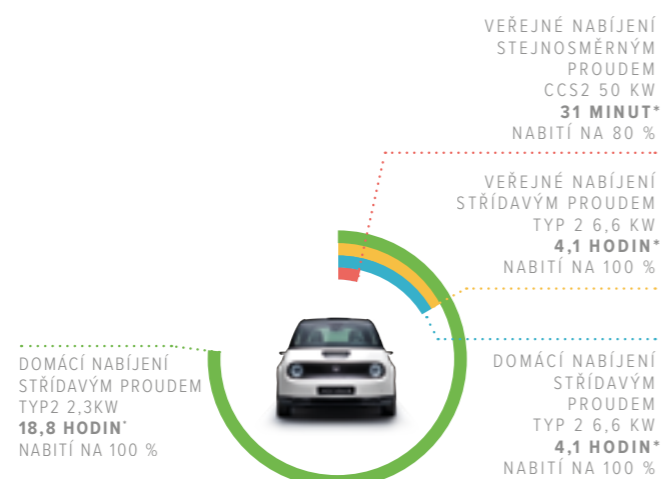 VEŘEJNÉ NABÍJENÍ
STEJNOSMĚRNÝM
PROUDEM
CCS2 50 KW
31 MINUT*
NABITÍ NA 80 %
VEŘEJNÉ NABÍJENÍ
STŘÍDAVÝM PROUDEM
TYP 2 6,6 KW
4,1 HODIN*
NABITÍ NA 100 %
DOMÁCÍ NABÍJENÍ
STŘÍDAVÝM PROUDEM
TYP2 2,3KW
18,8 HODIN*
NABITÍ NA 100 %
DOMÁCÍ NABÍJENÍ
STŘÍDAVÝM
PROUDEM
TYP 2 6,6 KW
4,1 HODIN*
NABITÍ NA 100 %